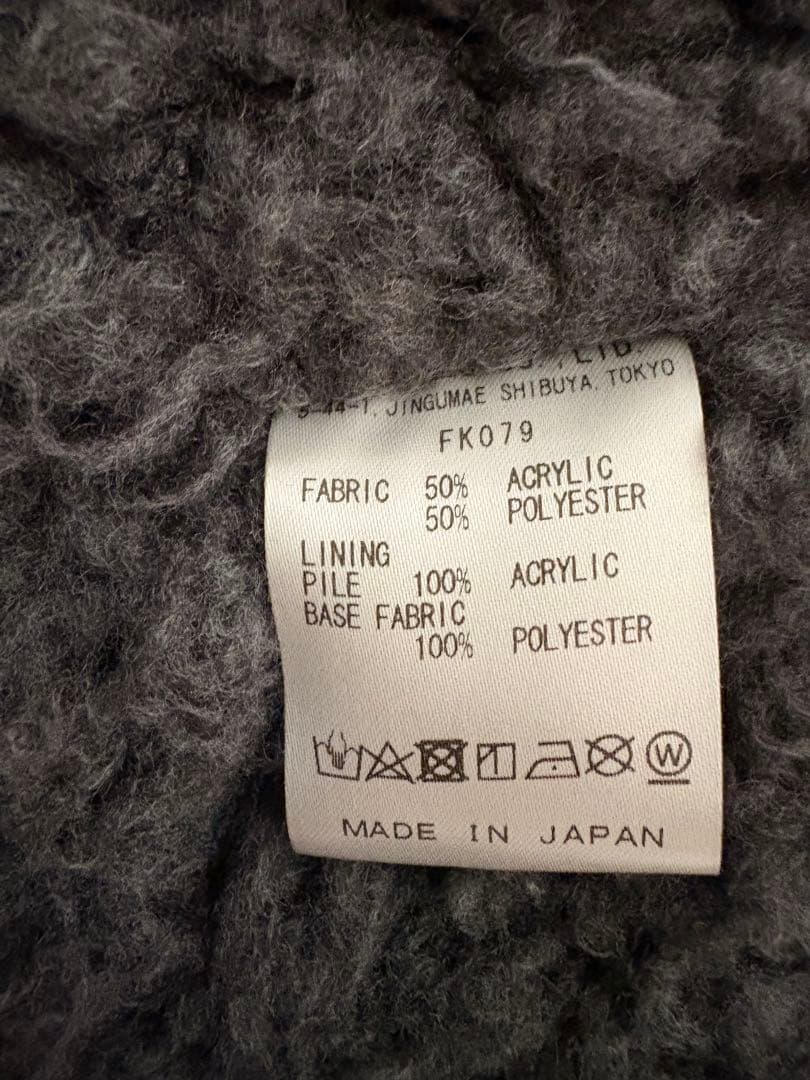 LTD.
5-44-1, JINGUMAE SHIBUYA, TOKYO
FK079
FABRIC 50% ACRYLIC
50% POLYESTER
LINING
PILE 100% ACRYLIC
BASE FABRIC
100% POLYESTER
W
MADE IN JAPAN